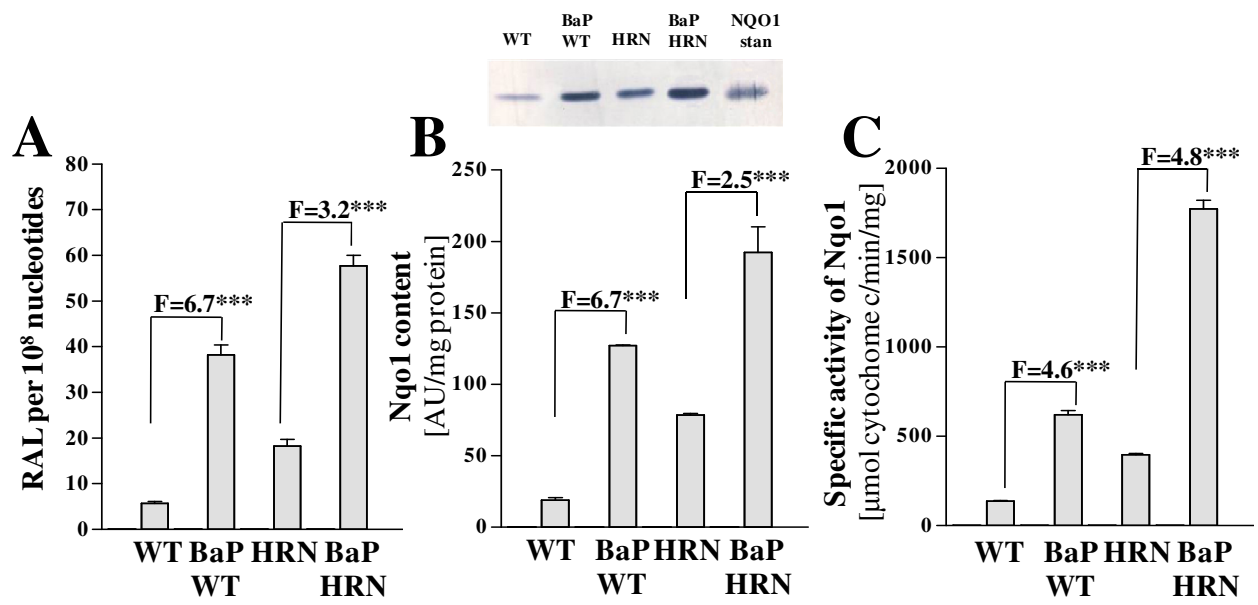 WT
BaP
WT
HRN
BaP
HRN
NQO1
stan
A
RAL per 10⁸ nucleotides
80
70
60
50
40
30
20
10
0
F=6.7***
F=3.2***
WT
BaP
WT
HRN
BaP
HRN
B
Nqo1 content
[AU/mg protein]
250
200
150
100
50
0
F=6.7***
F=2.5***
WT
BaP
WT
HRN
BaP
HRN
C
Specific activity of Nqo1
[µmol cytochome c/min/mg]
2000
1500
1000
500
0
F=4.6***
F=4.8***
WT
BaP
WT
HRN
BaP
HRN